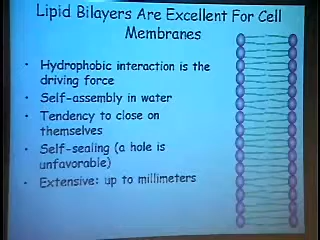 Lipid Bilayers Are Excellent For Cell
Membranes
• Hydrophobic interaction is the
driving force
• Self-assembly in water
• Tendency to close on
themselves
• Self-sealing (a hole is
unfavorable)
• Extensive: up to millimeters